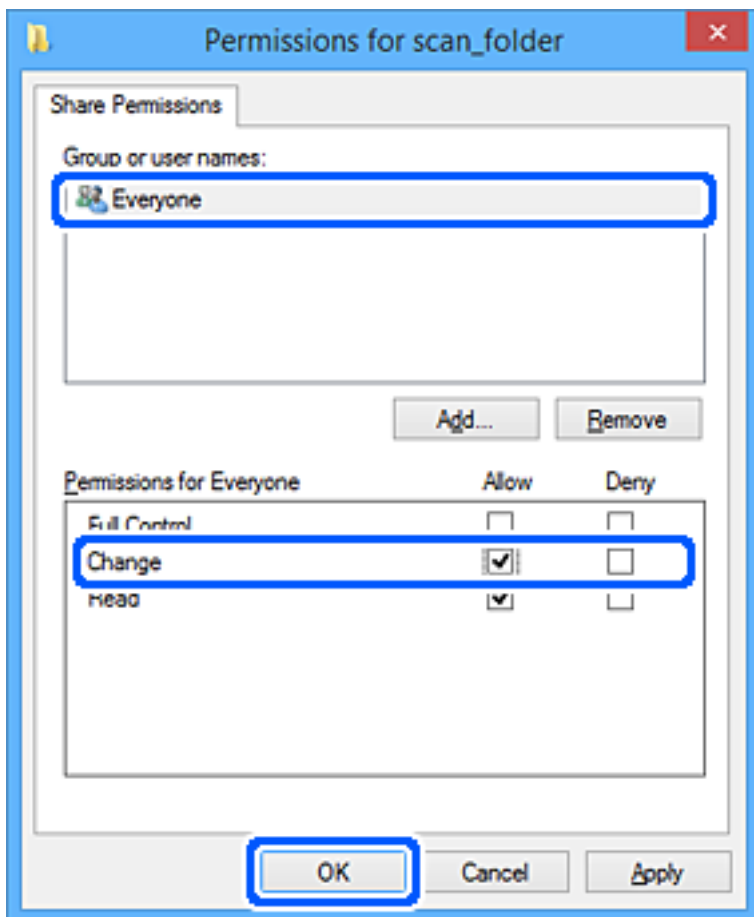 Permissions for scan_folder
Share Permissions
Group or user names:
Everyone
Add... Remove
Permissions for Everyone Allow Deny
Full Control
Change
Read
OK Cancel Apply